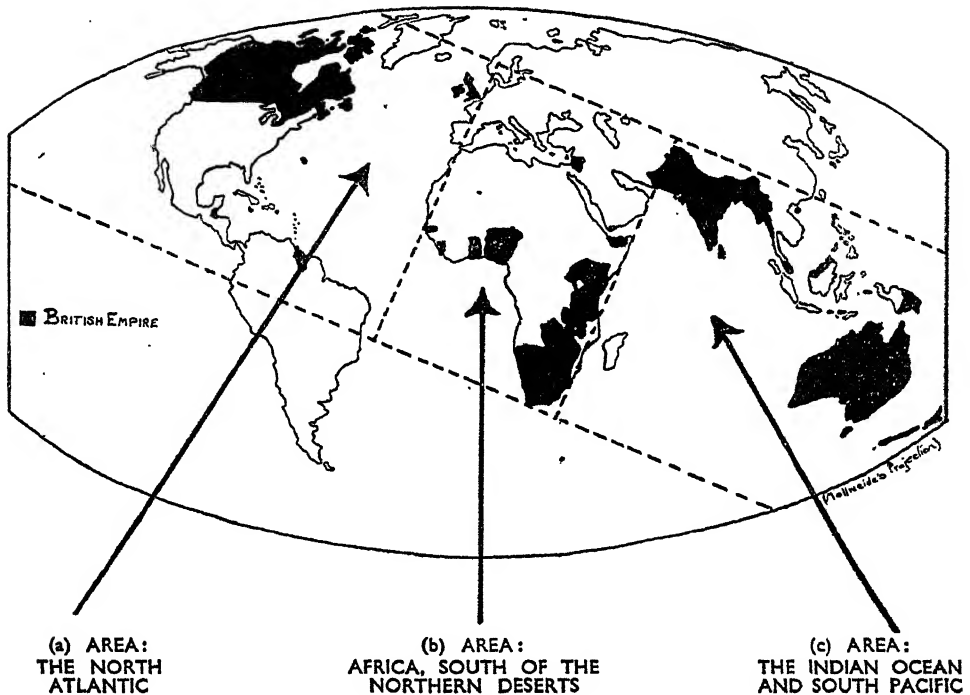 BRITISH EMPIRE
(Mollweide's Projection)
(a) AREA:
THE NORTH
ATLANTIC
(b) AREA:
AFRICA, SOUTH OF THE
NORTHERN DESERTS
(c) AREA:
THE INDIAN OCEAN
AND SOUTH PACIFIC